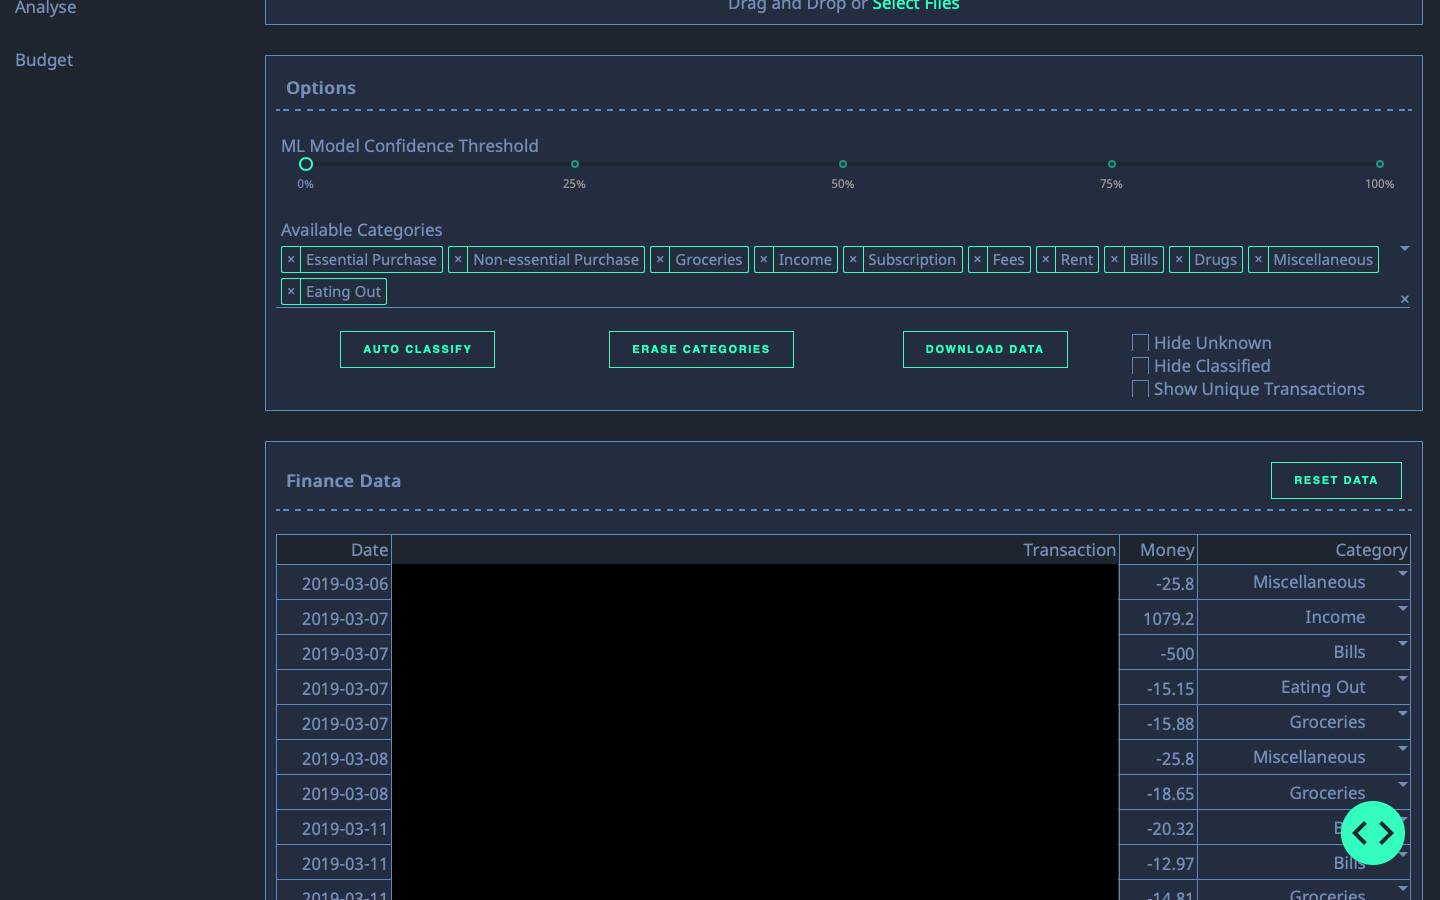 Analyse
Drag and Drop or Select Files
Budget
Options
ML Model Confidence Threshold
0% 25% 50% 75% 100%
Available Categories
× Essential Purchase × Non-essential Purchase × Groceries × Income × Subscription × Fees × Rent × Bills × Drugs × Miscellaneous
× Eating Out ×
AUTO CLASSIFY ERASE CATEGORIES DOWNLOAD DATA
Hide Unknown
Hide Classified
Show Unique Transactions
Finance Data RESET DATA
Date Transaction Money Category
2019-03-06 -25.8 Miscellaneous
2019-03-07 1079.2 Income
2019-03-07 -500 Bills
2019-03-07 -15.15 Eating Out
2019-03-07 -15.88 Groceries
2019-03-08 -25.8 Miscellaneous
2019-03-08 -18.65 Groceries
2019-03-11 -20.32
2019-03-11 -12.97 Bills
2019-03-11 -14.81 Groceries